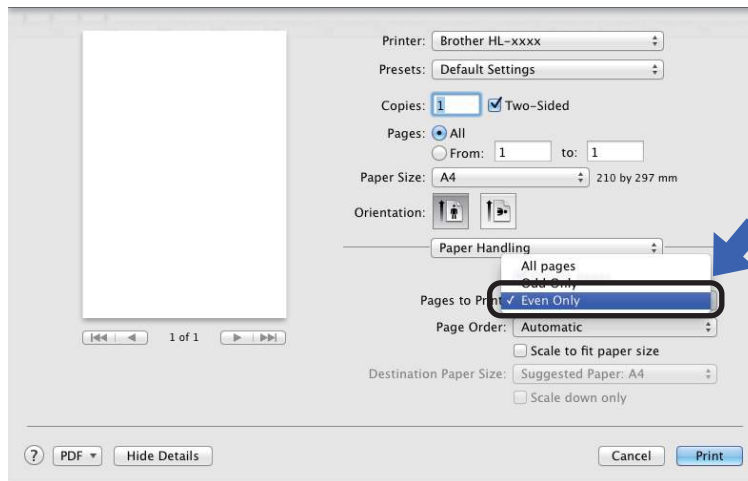 Printer: Brother HL-xxxx
Presets: Default Settings
Copies: 1 Two-Sided
Pages: All
From: 1 to: 1
Paper Size: A4 210 by 297 mm
Orientation:
Paper Handling
All pages
Odd Only
Pages to Print Even Only
Page Order: Automatic
1 of 1
Scale to fit paper size
Destination Paper Size: Suggested Paper: A4
Scale down only
? PDF Hide Details Cancel Print